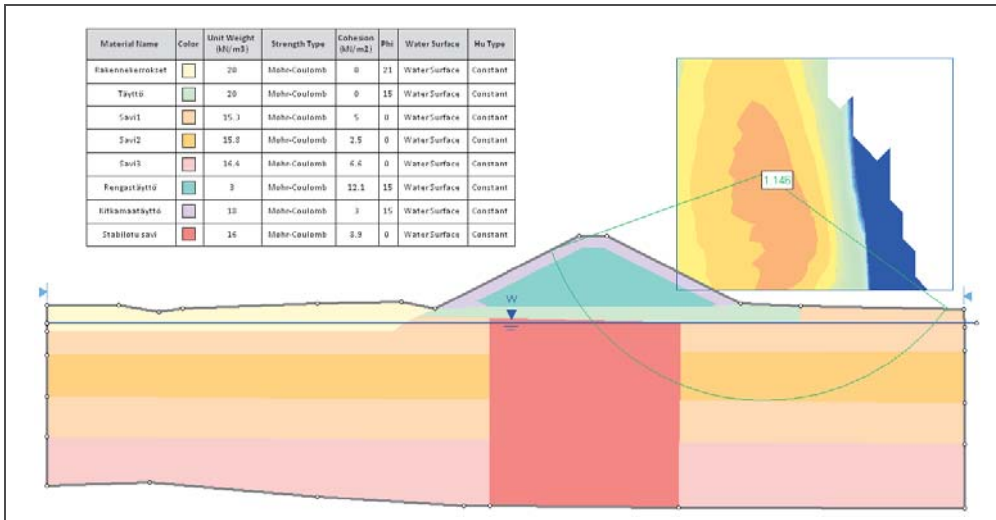 Material Name Color Unit Weight (kN/m3) Strength Type Cohesion (kN/m2) Phi Water Surface Hu Type
Rakennekerrokset 20 Mohr-Coulomb 0 21 Water Surface Constant
Täyttö 20 Mohr-Coulomb 0 15 Water Surface Constant
Savi1 15.3 Mohr-Coulomb 5 0 Water Surface Constant
Savi2 15.8 Mohr-Coulomb 2.5 0 Water Surface Constant
Savi3 16.4 Mohr-Coulomb 6.6 0 Water Surface Constant
Rengastäyttö 3 Mohr-Coulomb 12.1 15 Water Surface Constant
Kitkamaatäyttö 18 Mohr-Coulomb 3 15 Water Surface Constant
Stabiloitu savi 16 Mohr-Coulomb 8.9 0 Water Surface Constant
1.146
W